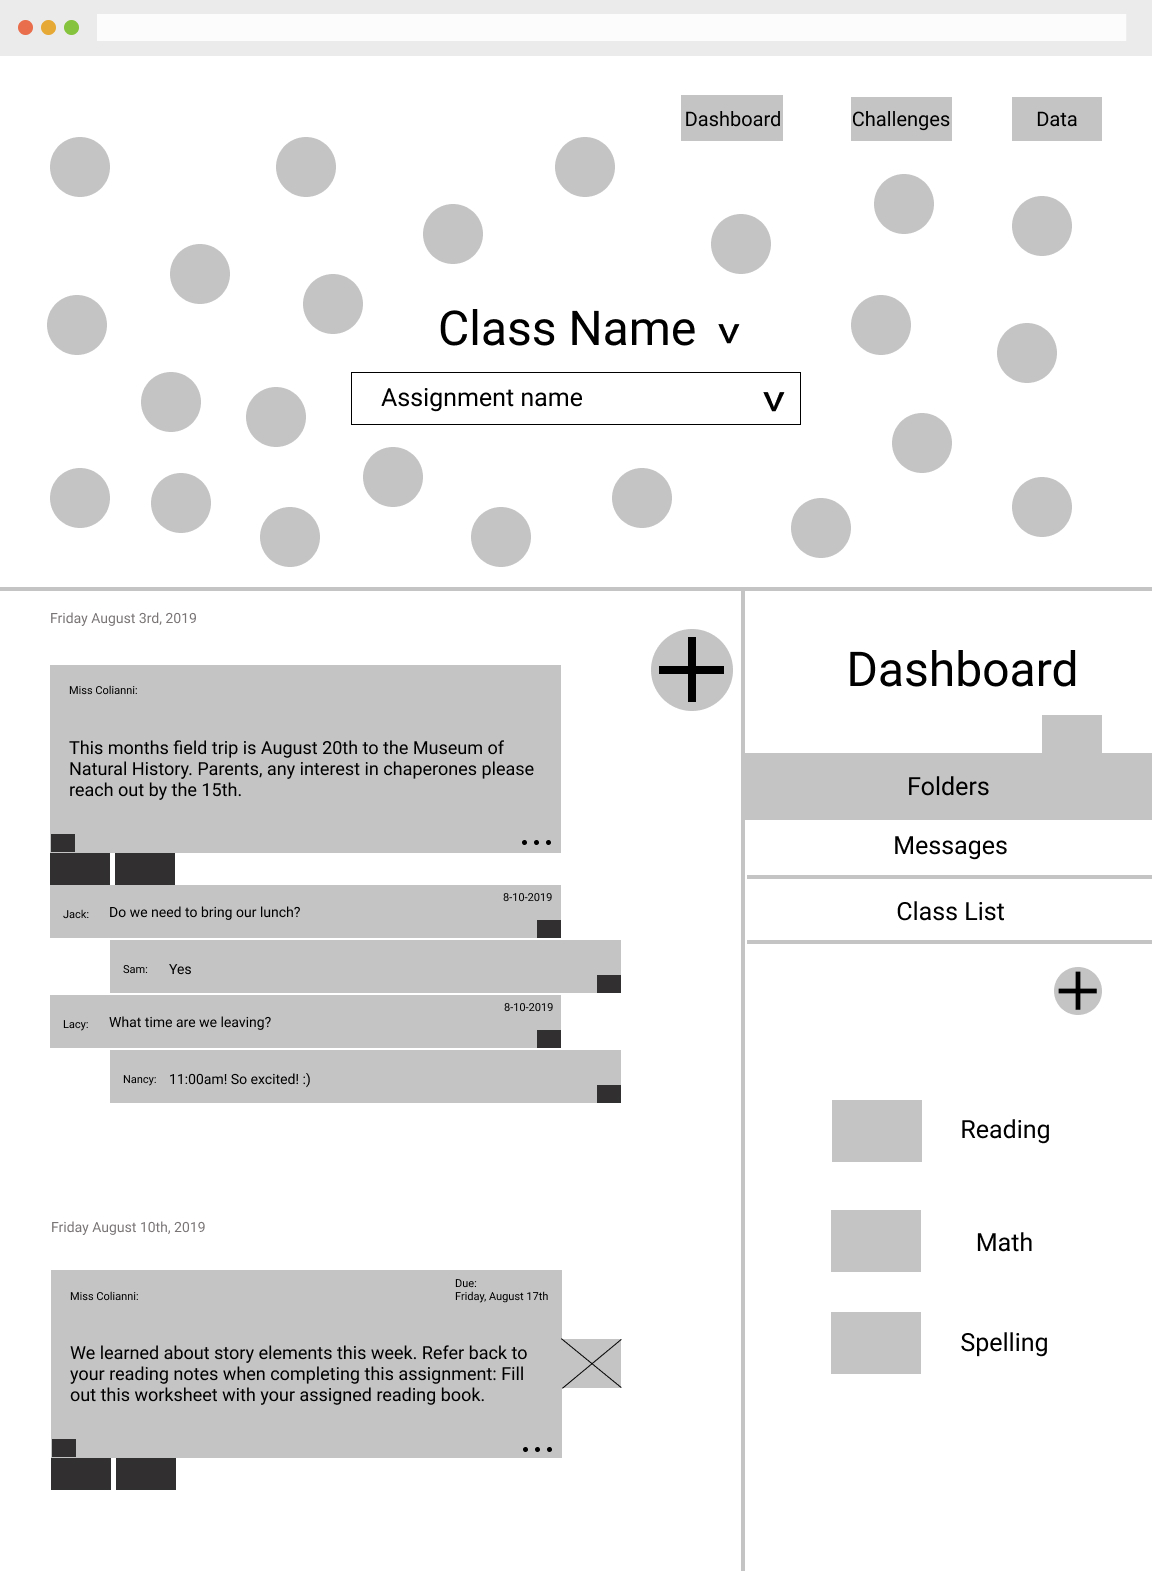 Dashboard
Challenges
Data
Class Name v
Assignment name v
Friday August 3rd, 2019
Miss Colianni:
This months field trip is August 20th to the Museum of
Natural History. Parents, any interest in chaperones please
reach out by the 15th.
8-10-2019
Jack: Do we need to bring our lunch?
Sam: Yes
8-10-2019
Lacy: What time are we leaving?
Nancy: 11:00am! So excited! :)
Friday August 10th, 2019
Due:
Miss Colianni: Friday, August 17th
We learned about story elements this week. Refer back to
your reading notes when completing this assignment: Fill
out this worksheet with your assigned reading book.
Dashboard
Folders
Messages
Class List
Reading
Math
Spelling